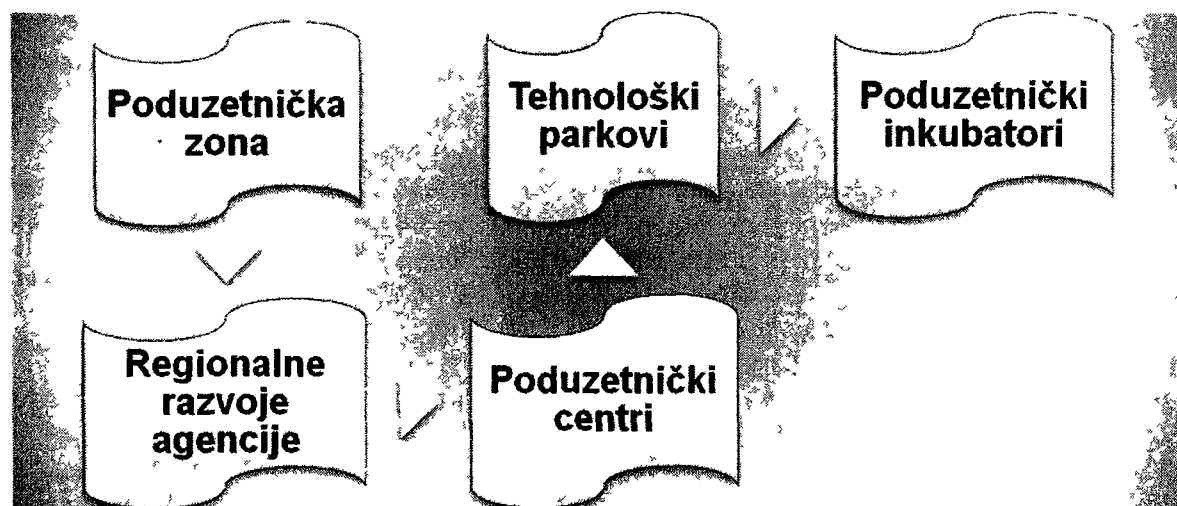 Poduzetnička
zona
Tehnološki
parkovi
Poduzetnički
inkubatori
Regionalne
razvoje
agencije
Poduzetnički
centri